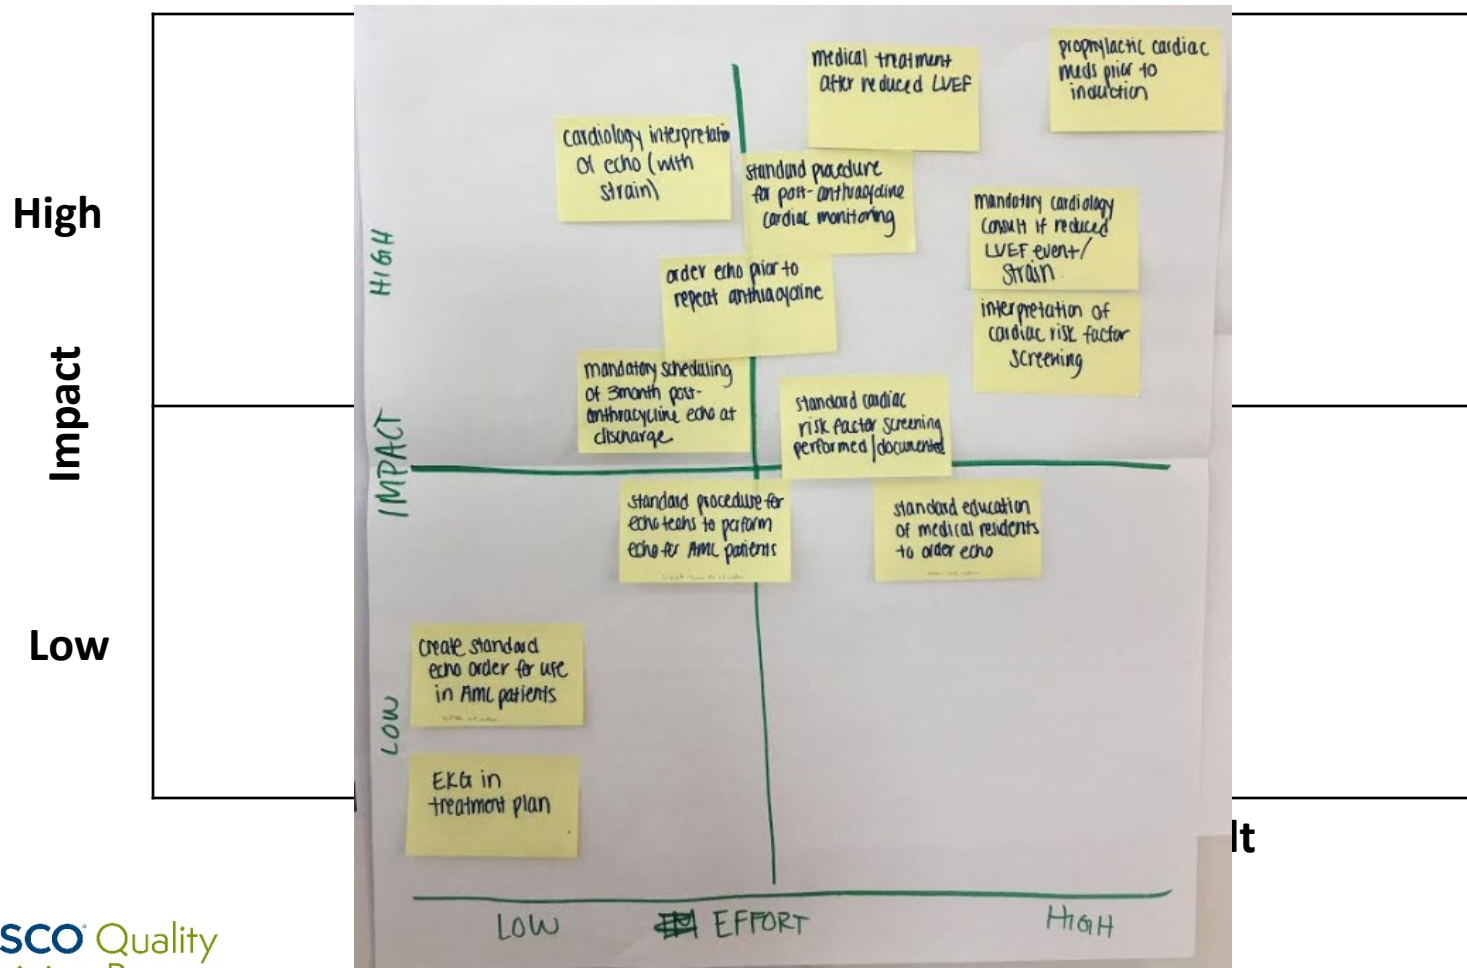 High
Impact
Low
lt
SCO Quality
medical treatment
after reduced LVEF
prophylactic cardiac
meds prior to
induction
cardiology interpretatio
of echo (with
strain)
standard procedure
for post-anthracycline
cardiac monitoring
mandatory cardiology
consult if reduced
LVEF event/
strain
order echo prior to
repeat anthracycline
interpretation of
cardiac risk factor
screening
mandatory scheduling
of 3month post-
anthracycline echo at
discharge
standard cardiac
risk factor screening
performed/documented
standard procedure for
echo techs to perform
echo for AML patients
standard education
of medical residents
to order echo
create standard
echo order for use
in AML patients
EKG in
treatment plan
HIGH
IMPACT
LOW
LOW
EFFORT
HIGH